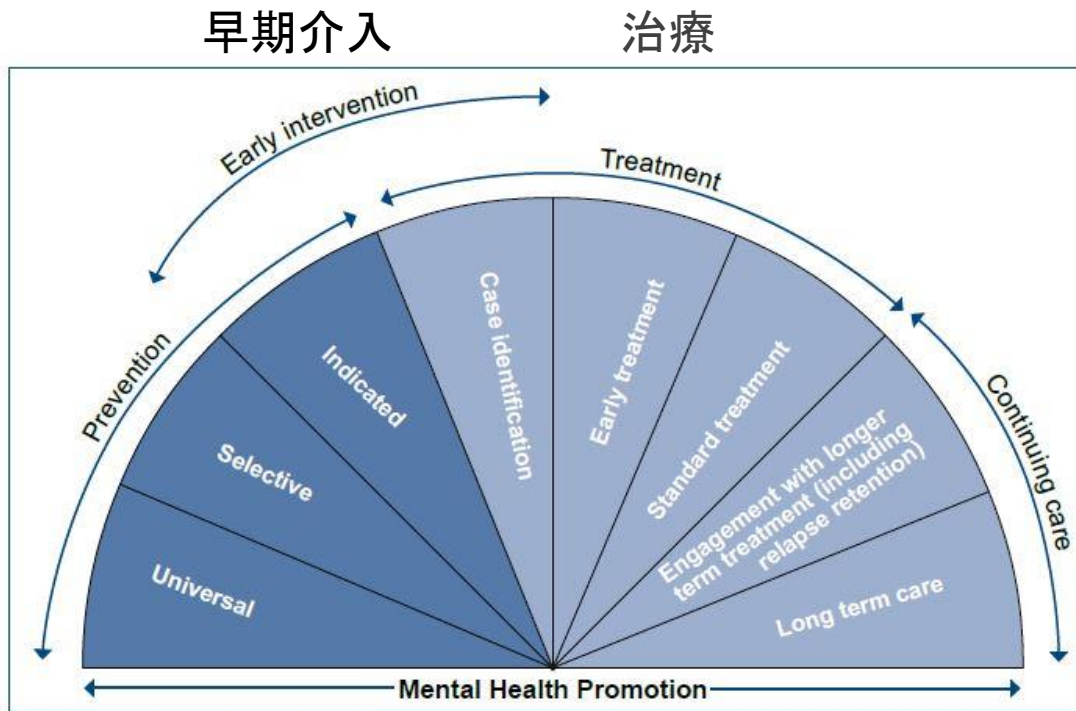 早期介入
治療
Early intervention
Treatment
Prevention
Continuing care
Universal
Selective
Indicated
Case identification
Early treatment
Standard treatment
Engagement with longer
term treatment (including
relapse retention)
Long term care
Mental Health Promotion